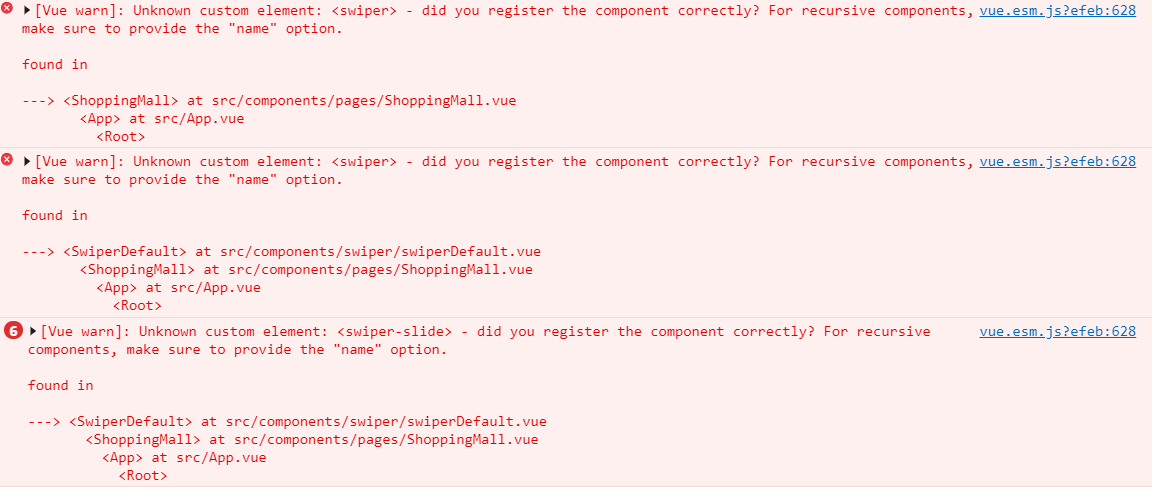 [Vue warn]: Unknown custom element: <swiper> - did you register the component correctly? For recursive components, vue.esm.js?efeb:628
make sure to provide the "name" option.
found in
---> <ShoppingMall> at src/components/pages/ShoppingMall.vue
<App> at src/App.vue
<Root>
[Vue warn]: Unknown custom element: <swiper> - did you register the component correctly? For recursive components, vue.esm.js?efeb:628
make sure to provide the "name" option.
found in
---> <SwiperDefault> at src/components/swiper/swiperDefault.vue
<ShoppingMall> at src/components/pages/ShoppingMall.vue
<App> at src/App.vue
<Root>
6 [Vue warn]: Unknown custom element: <swiper-slide> - did you register the component correctly? For recursive vue.esm.js?efeb:628
components, make sure to provide the "name" option.
found in
---> <SwiperDefault> at src/components/swiper/swiperDefault.vue
<ShoppingMall> at src/components/pages/ShoppingMall.vue
<App> at src/App.vue
<Root>